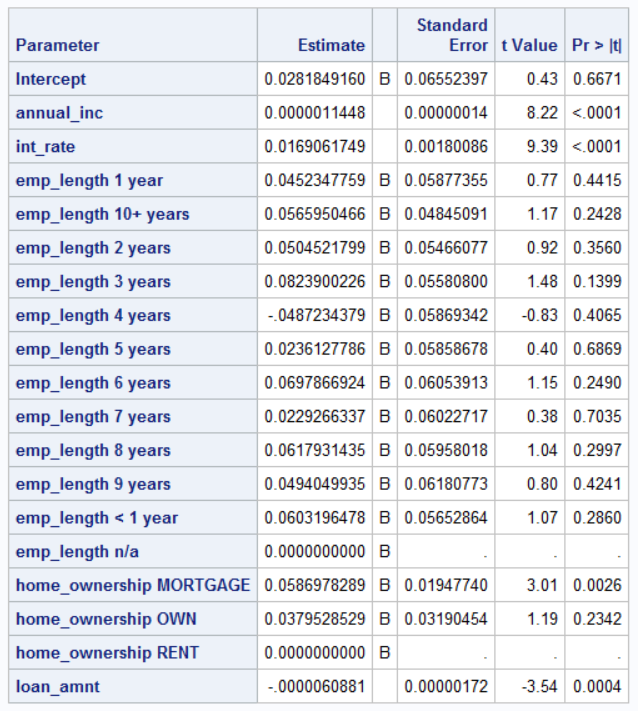 Parameter Estimate Standard Error t Value Pr > |t|
Intercept 0.0281849160 B 0.06552397 0.43 0.6671
annual_inc 0.0000011448 0.00000014 8.22 <.0001
int_rate 0.0169061749 0.00180086 9.39 <.0001
emp_length 1 year 0.0452347759 B 0.05877355 0.77 0.4415
emp_length 10+ years 0.0565950466 B 0.04845091 1.17 0.2428
emp_length 2 years 0.0504521799 B 0.05466077 0.92 0.3560
emp_length 3 years 0.0823900226 B 0.05580800 1.48 0.1399
emp_length 4 years -.0487234379 B 0.05869342 -0.83 0.4065
emp_length 5 years 0.0236127786 B 0.05858678 0.40 0.6869
emp_length 6 years 0.0697866924 B 0.06053913 1.15 0.2490
emp_length 7 years 0.0229266337 B 0.06022717 0.38 0.7035
emp_length 8 years 0.0617931435 B 0.05958018 1.04 0.2997
emp_length 9 years 0.0494049935 B 0.06180773 0.80 0.4241
emp_length < 1 year 0.0603196478 B 0.05652864 1.07 0.2860
emp_length n/a 0.0000000000 B . . .
home_ownership MORTGAGE 0.0586978289 B 0.01947740 3.01 0.0026
home_ownership OWN 0.0379528529 B 0.03190454 1.19 0.2342
home_ownership RENT 0.0000000000 B . . .
loan_amnt -.0000060881 0.00000172 -3.54 0.0004